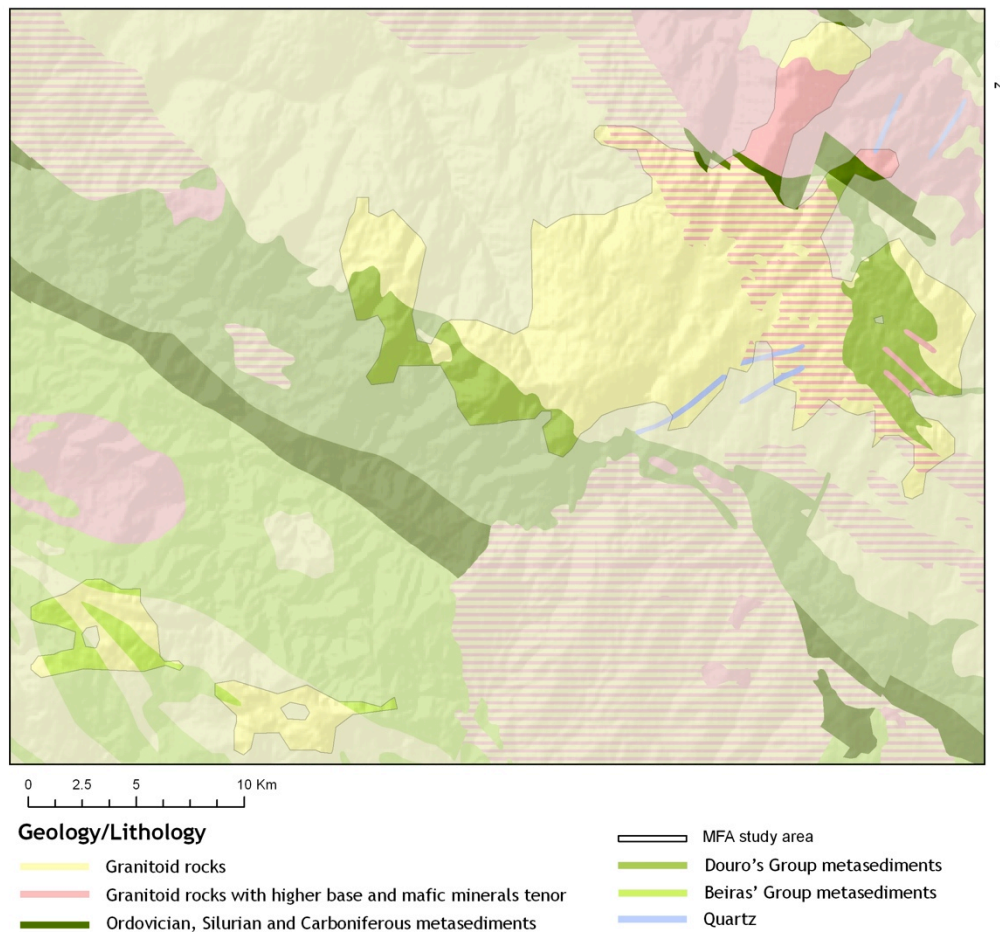 0 2.5 5 10 Km
Geology/Lithology
Granitoid rocks
Granitoid rocks with higher base and mafic minerals tenor
Ordovician, Silurian and Carboniferous metasediments
MFA study area
Douro's Group metasediments
Beiras' Group metasediments
Quartz